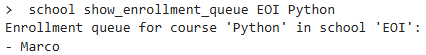 > school show_enrollment_queue EOI Python
Enrollment queue for course 'Python' in school 'EOI':
- Marco